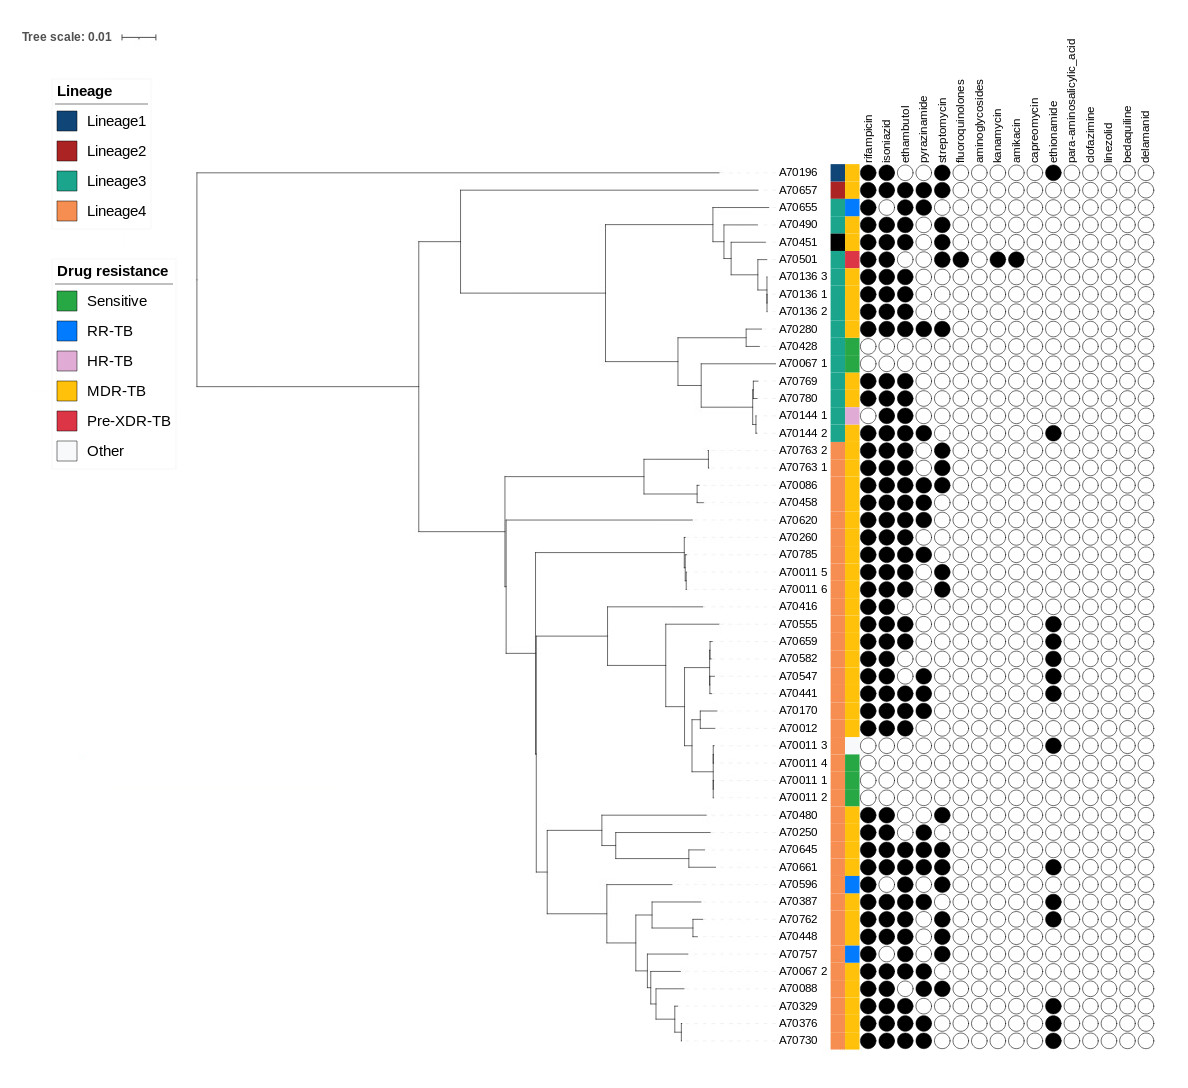 Tree scale: 0.01
Lineage
Lineage1
Lineage2
Lineage3
Lineage4
Drug resistance
Sensitive
RR-TB
HR-TB
MDR-TB
Pre-XDR-TB
Other
rifampicin
isoniazid
ethambutol
pyrazinamide
streptomycin
fluoroquinolones
aminoglycosides
kanamycin
amikacin
capreomycin
ethionamide
para-aminosalicylic_acid
clofazimine
linezolid
bedaquiline
delamanid
A70196
A70657
A70655
A70490
A70451
A70501
A70136 3
A70136 1
A70136 2
A70280
A70428
A70067 1
A70769
A70780
A70144 1
A70144 2
A70763 2
A70763 1
A70086
A70458
A70620
A70260
A70785
A70011 5
A70011 6
A70416
A70555
A70659
A70582
A70547
A70441
A70170
A70012
A70011 3
A70011 4
A70011 1
A70011 2
A70480
A70250
A70645
A70661
A70596
A70387
A70762
A70448
A70757
A70067 2
A70088
A70329
A70376
A70730